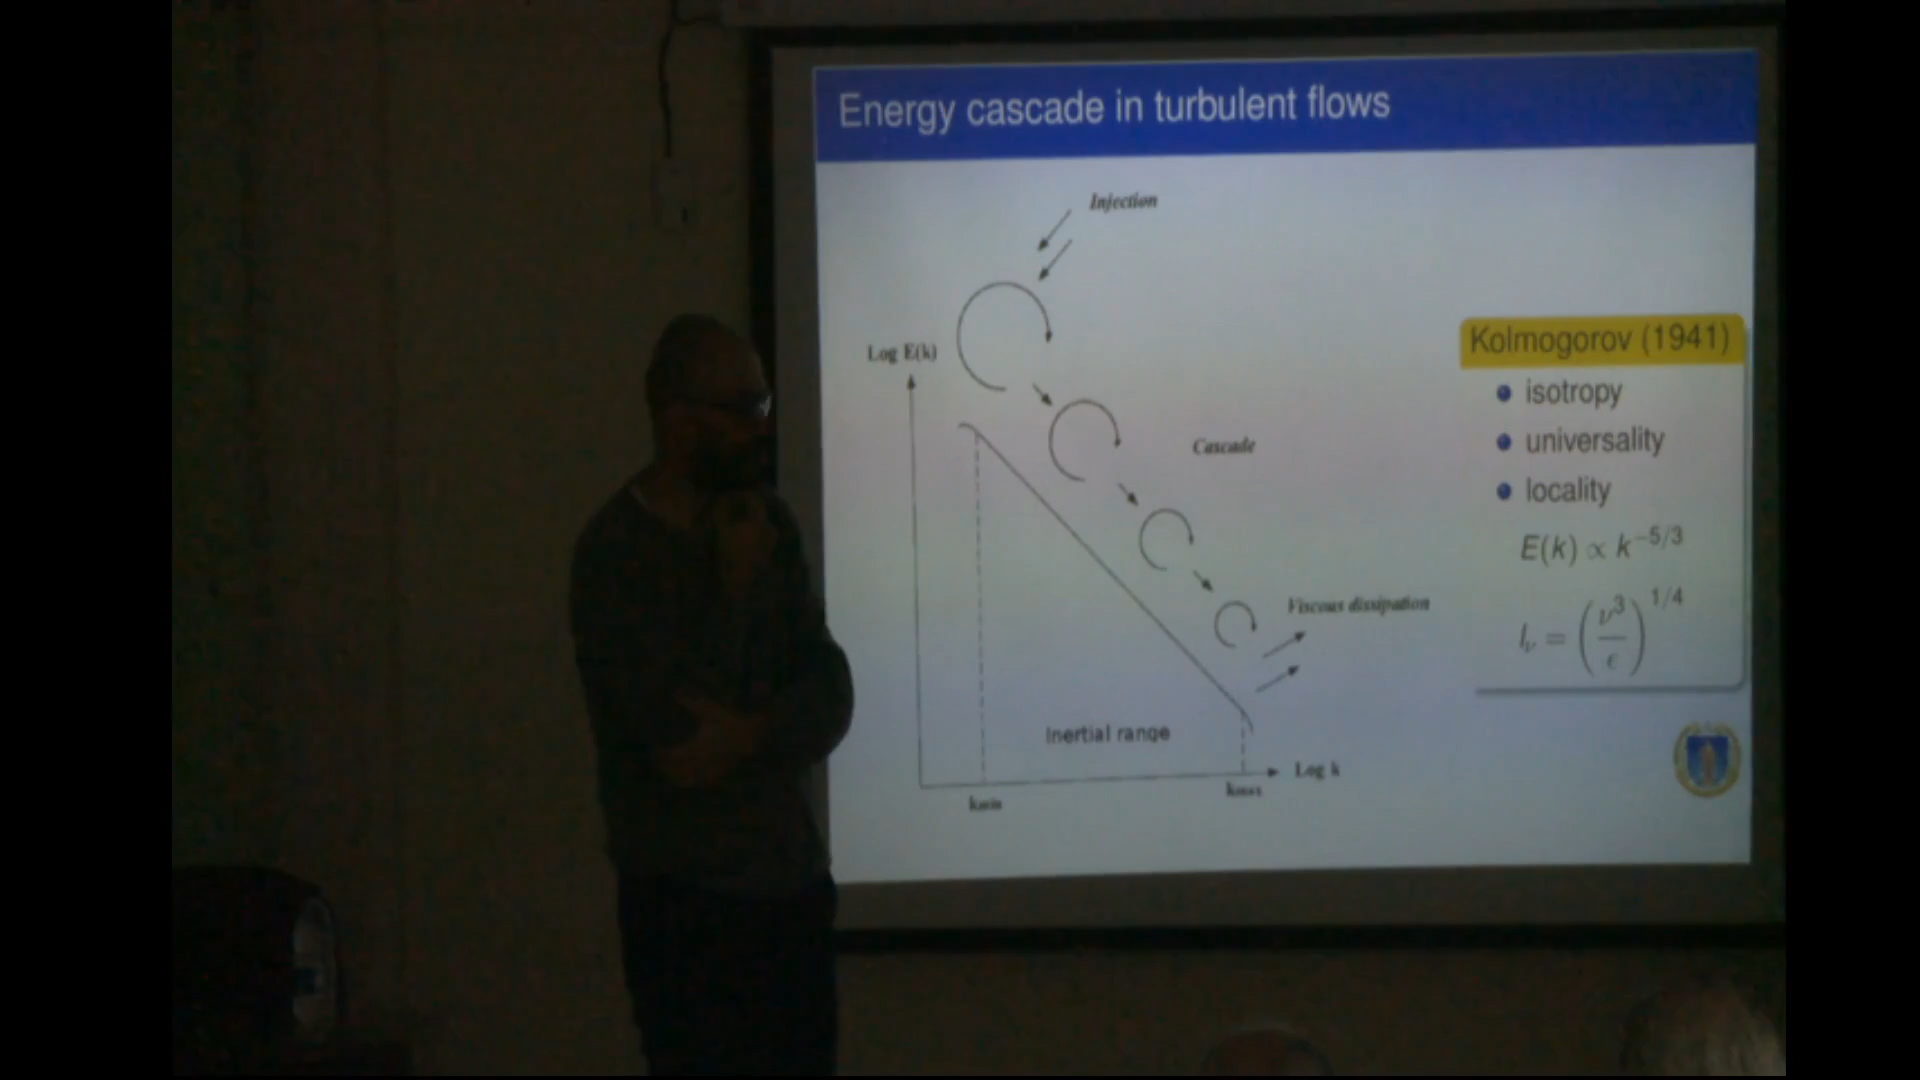 Energy cascade in turbulent flows
Injection
Log E(k)
Cascade
Viscous dissipation
Inertial range
Log k
kmin
kmax
Kolmogorov (1941)
isotropy
universality
locality
E(k) ∝ k^{-5/3}
l_ν = (ν^3/ϵ)^{1/4}